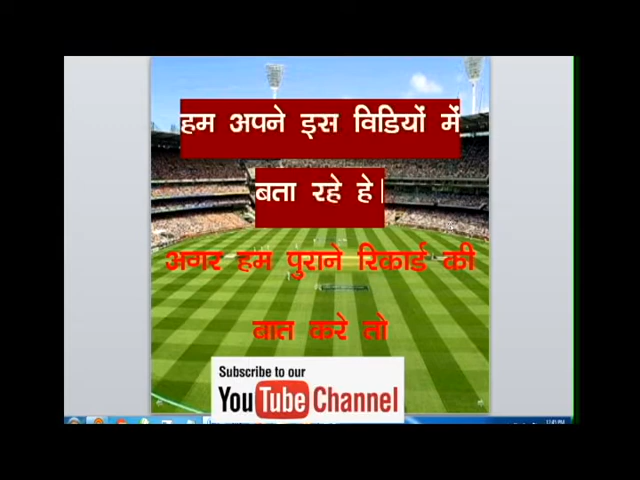 हम अपने इस विडियों में
बता रहे हे|
अगर हम पुराने रिकार्ड की
बात करे तो
Subscribe to our
YouTube Channel